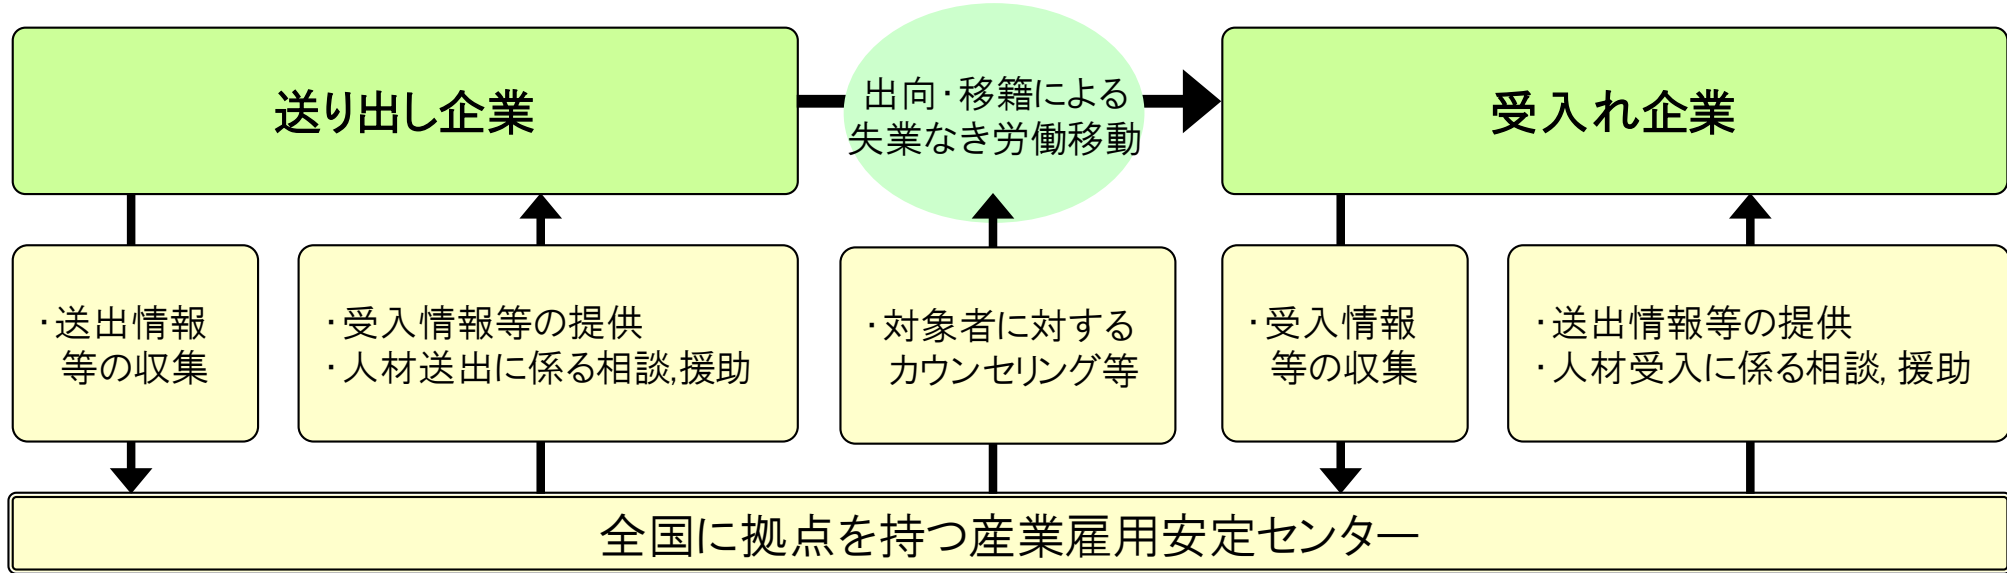 送り出し企業
出向・移籍による
失業なき労働移動
受入れ企業
・送出情報
等の収集
・受入情報等の提供
・人材送出に係る相談,援助
・対象者に対する
カウンセリング等
・受入情報
等の収集
・送出情報等の提供
・人材受入に係る相談, 援助
全国に拠点を持つ産業雇用安定センター